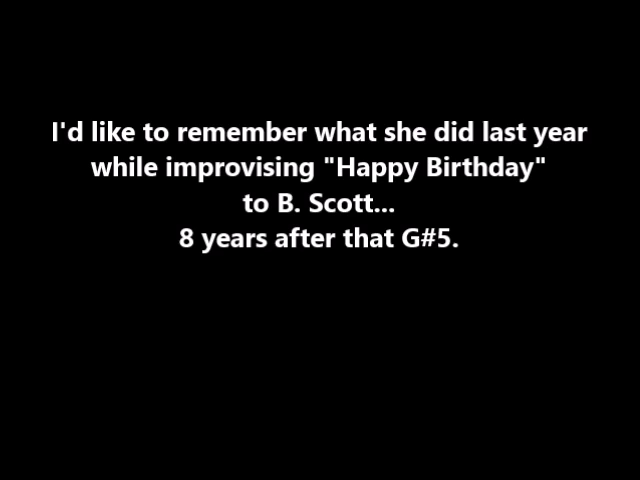 I'd like to remember what she did last year
while improvising "Happy Birthday"
to B. Scott...
8 years after that G#5.